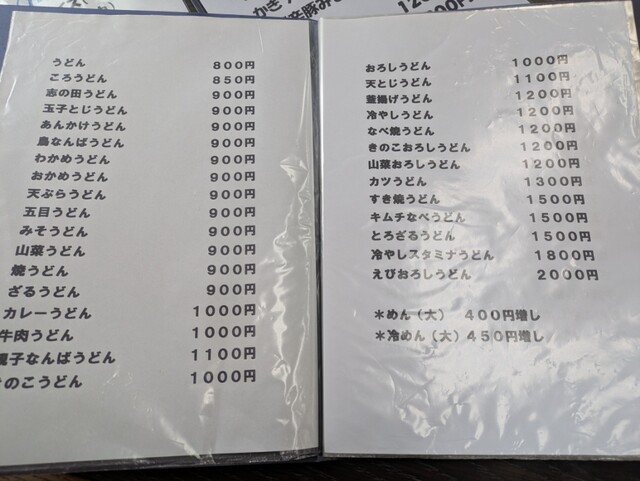 うどん 800円
ころうどん 850円
志の田うどん 900円
玉子とじうどん 900円
あんかけうどん 900円
鳥なんばうどん 900円
わかめうどん 900円
おかめうどん 900円
天ぷらうどん 900円
五目うどん 900円
みそうどん 900円
山菜うどん 900円
焼うどん 900円
ざるうどん 900円
カレーうどん 1000円
牛肉うどん 1000円
子なんばうどん 1100円
のこうどん 1000円
おろしうどん 1000円
天とじうどん 1100円
釜揚げうどん 1200円
冷やしうどん 1200円
なべ焼うどん 1200円
きのこおろしうどん 1200円
山菜おろしうどん 1200円
カツうどん 1300円
すき焼うどん 1500円
キムチなべうどん 1500円
とろざるうどん 1500円
冷やしスタミナうどん 1800円
えびおろしうどん 2000円
＊めん（大） 400円増し
＊冷めん（大）450円増し